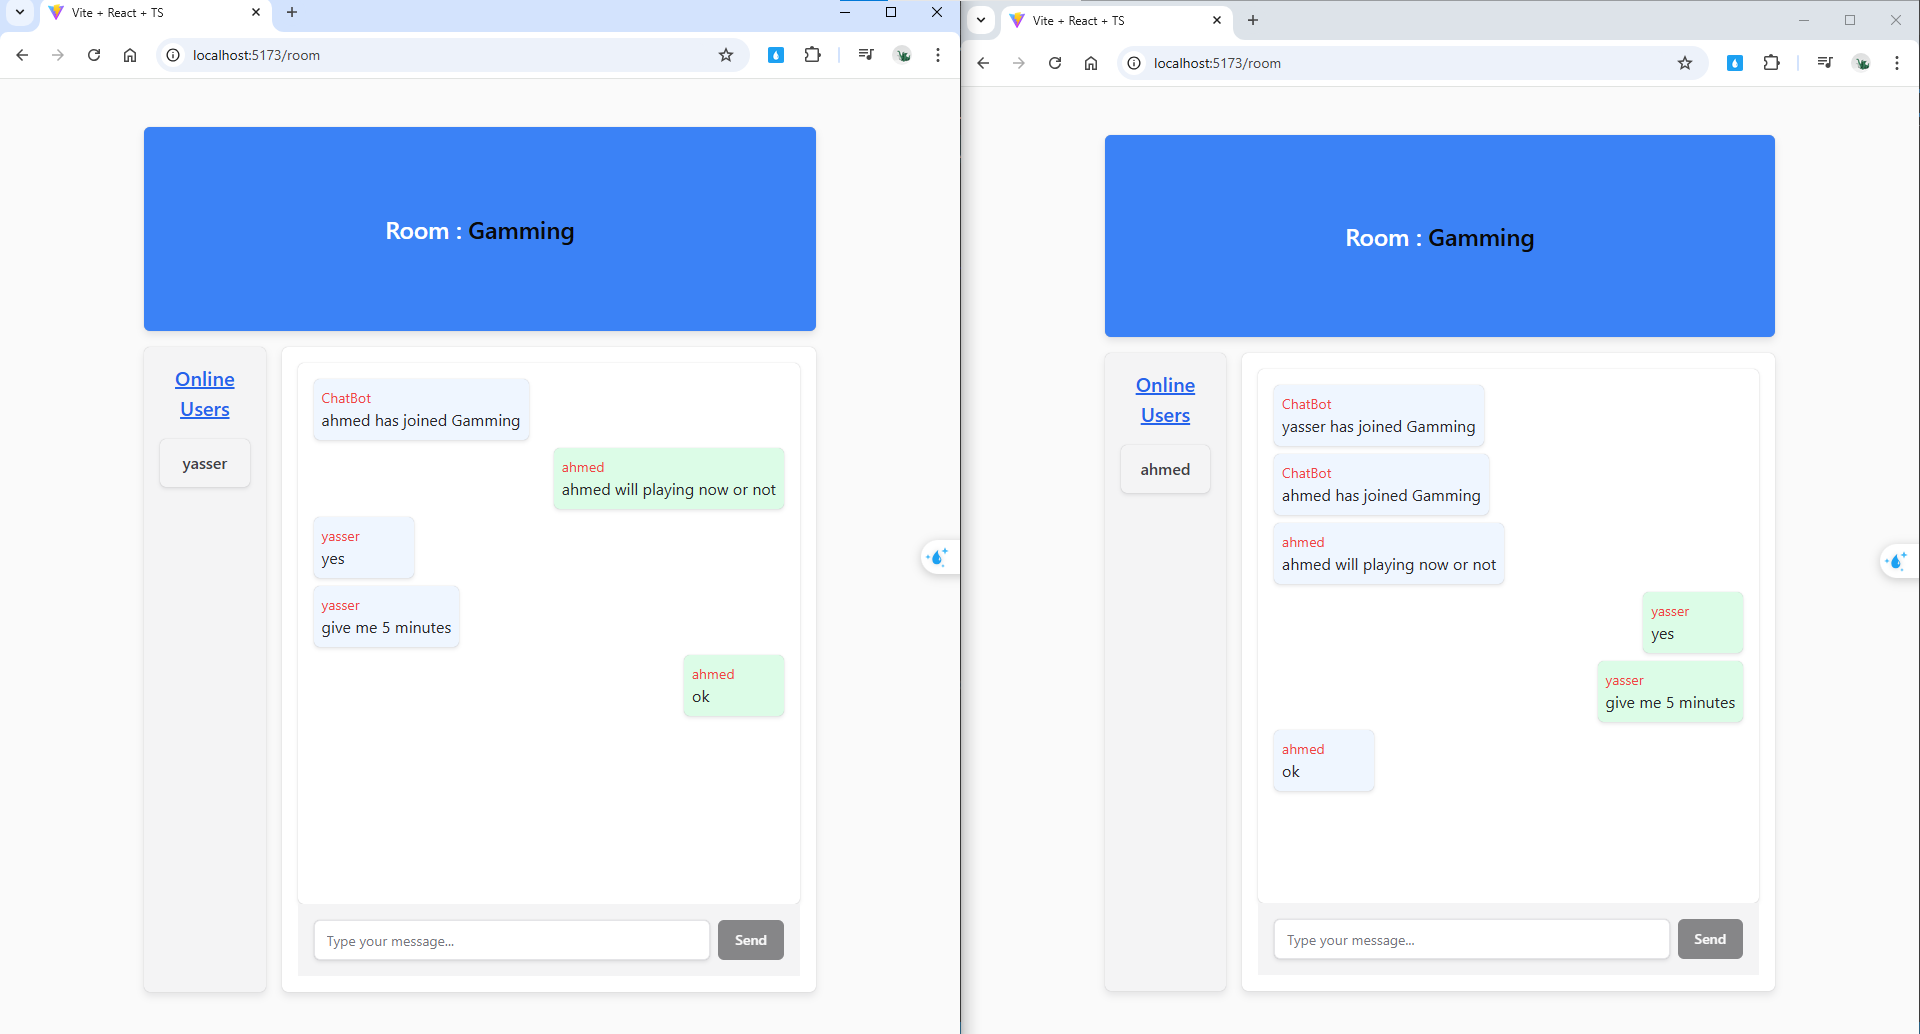 Vite + React + TS
localhost:5173/room
Room : Gamming
Online
Users
yasser
ChatBot
ahmed has joined Gamming
ahmed
ahmed will playing now or not
yasser
yes
yasser
give me 5 minutes
ahmed
ok
Type your message...
Send
Vite + React + TS
localhost:5173/room
Room : Gamming
Online
Users
ahmed
ChatBot
yasser has joined Gamming
ChatBot
ahmed has joined Gamming
ahmed
ahmed will playing now or not
yasser
yes
yasser
give me 5 minutes
ahmed
ok
Type your message...
Send